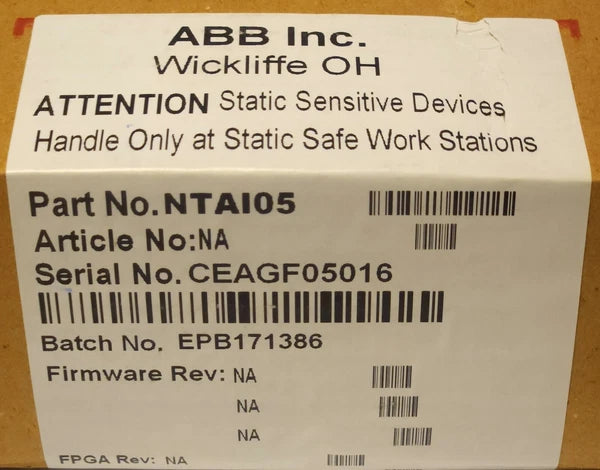 ABB Inc.
Wickliffe OH
ATTENTION Static Sensitive Devices
Handle Only at Static Safe Work Stations
Part No. NTAI05
Article No: NA
Serial No. CEAGF05016
Batch No. EPB171386
Firmware Rev: NA
NA
NA
FPGA Rev: NA